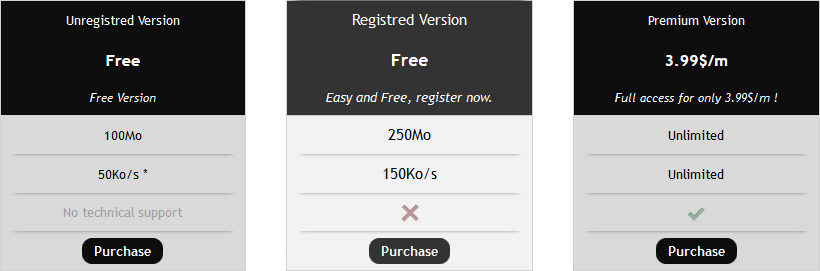 Unregistred Version
Free
Free Version
100Mo
50Ko/s *
No technical support
Purchase
Registred Version
Free
Easy and Free, register now.
250Mo
150Ko/s
Purchase
Premium Version
3.99$/m
Full access for only 3.99$/m !
Unlimited
Unlimited
Purchase